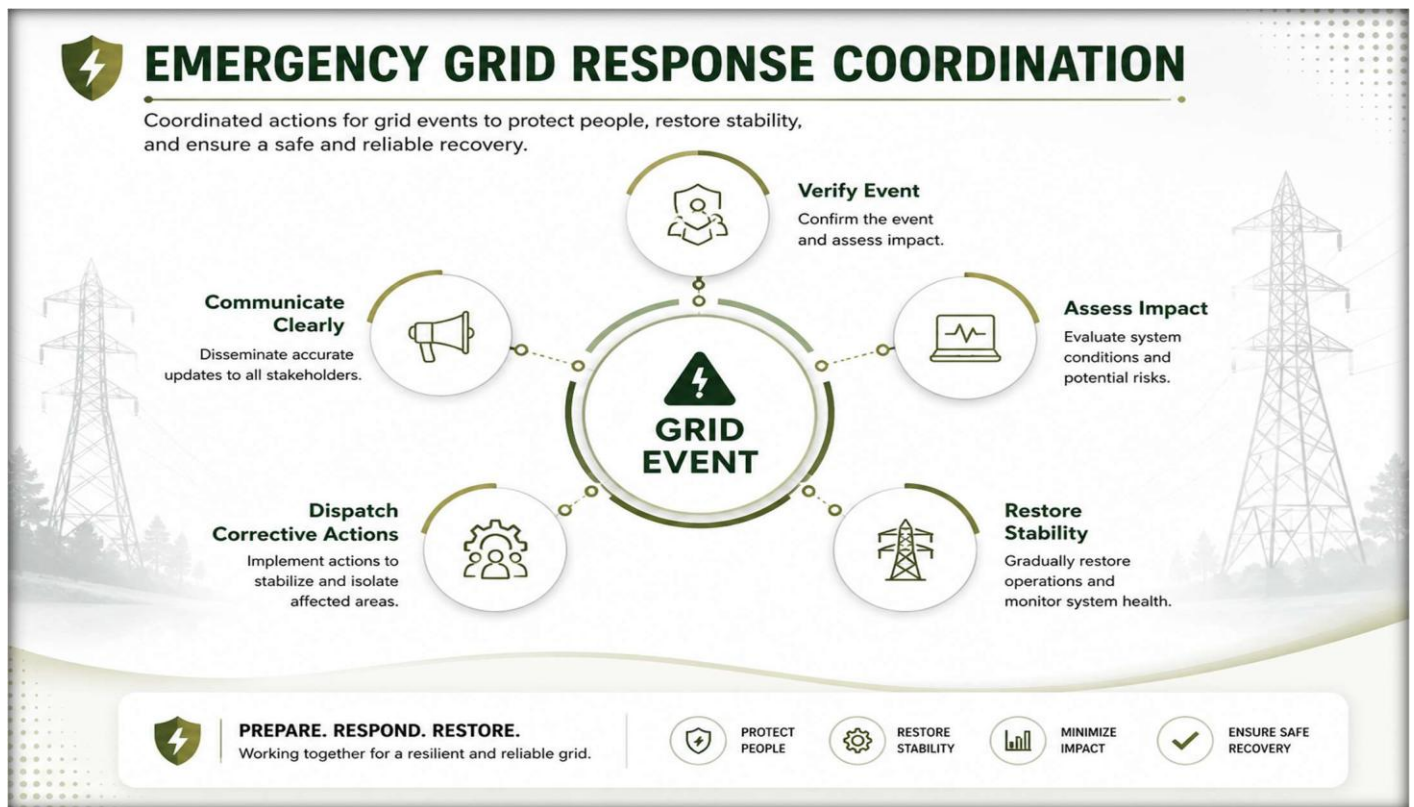 EMERGENCY GRID RESPONSE COORDINATION
Coordinated actions for grid events to protect people, restore stability,
and ensure a safe and reliable recovery.
Verify Event
Confirm the event
and assess impact.
Communicate
Clearly
Disseminate accurate
updates to all stakeholders.
Assess Impact
Evaluate system
conditions and
potential risks.
GRID
EVENT
Dispatch
Corrective Actions
Implement actions to
stabilize and isolate
affected areas.
Restore
Stability
Gradually restore
operations and
monitor system health.
PREPARE. RESPOND. RESTORE.
Working together for a resilient and reliable grid.
PROTECT
PEOPLE
RESTORE
STABILITY
MINIMIZE
IMPACT
ENSURE SAFE
RECOVERY